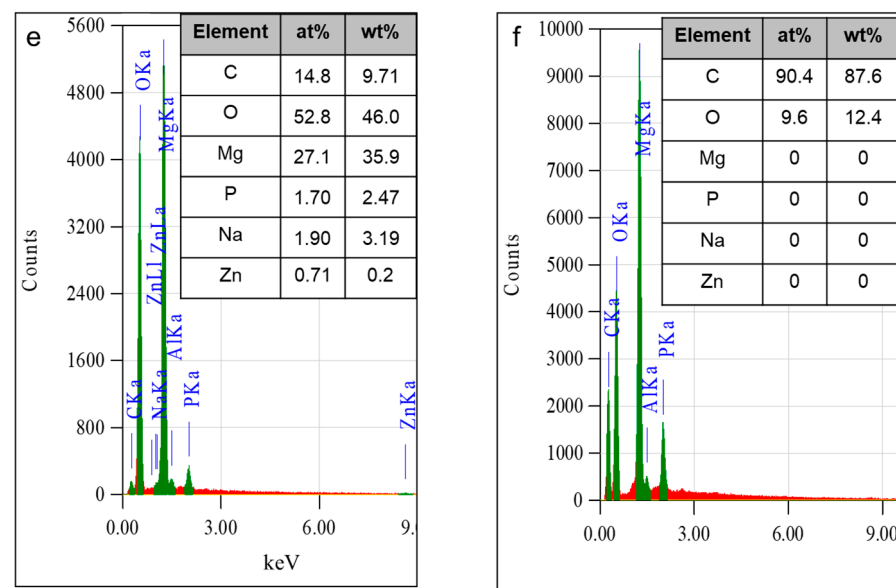 e
Element at% wt%
C 14.8 9.71
O 52.8 46.0
Mg 27.1 35.9
P 1.70 2.47
Na 1.90 3.19
Zn 0.71 0.2
5600
4800
4000
3200
2400
1600
800
0
Counts
CKa
OKa
ZnLl
NaKa
ZnLa
MgKa
AlKa
PKa
ZnKa
0.00 3.00 6.00 9.0
keV
f
Element at% wt%
C 90.4 87.6
O 9.6 12.4
Mg 0 0
P 0 0
Na 0 0
Zn 0 0
10000
9000
8000
7000
6000
5000
4000
3000
2000
1000
0
Counts
CKa
OKa
MgKa
AlKa
PKa
0.00 3.00 6.00 9.00